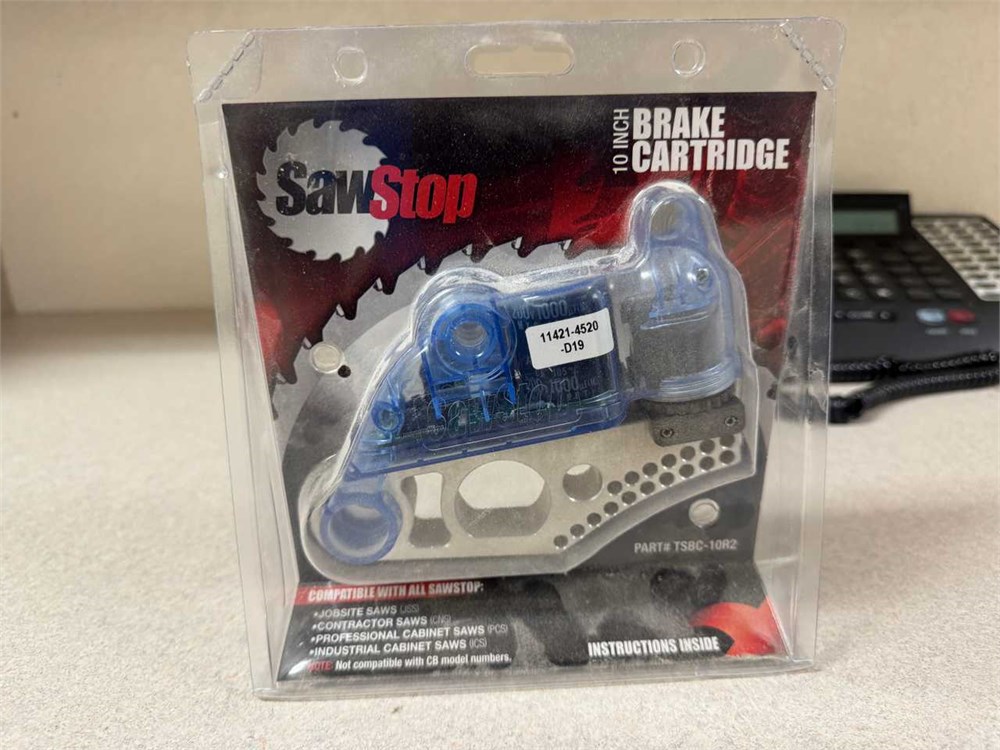 SawStop
10 INCH
BRAKE
CARTRIDGE
1000
11421-4520
-D19
PART# TSBC-10R2
COMPATIBLE WITH ALL SAWSTOP:
•JOBSITE SAWS (JSS)
•CONTRACTOR SAWS (CNS)
•PROFESSIONAL CABINET SAWS (PCS)
•INDUSTRIAL CABINET SAWS (ICS)
NOTE: Not compatible with CB model numbers.
INSTRUCTIONS INSIDE